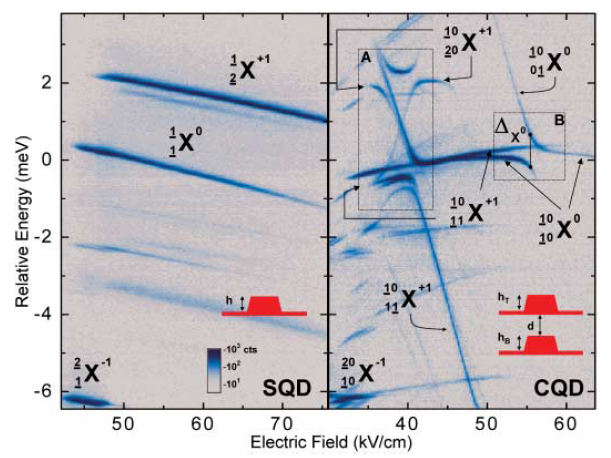 Relative Energy (meV)
2
0
-2
-4
-6
1
2 X+1
1
1 X0
2
1 X-1
h
-10³ cts
-10²
-10¹
SQD
50
60
70
A
10
20 X+1
10
01 X0
ΔX0
B
10
11 X+1
10
10 X0
10
11 X+1
20
10 X-1
hT
d
hB
CQD
40
50
60
Electric Field (kV/cm)